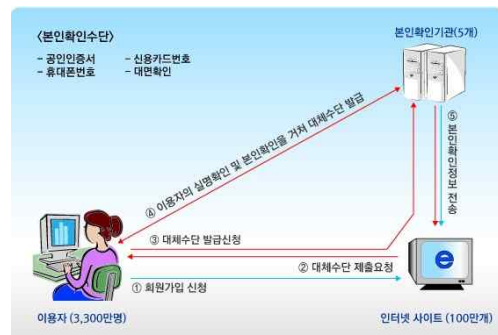 〈본인확인수단〉
- 공인인증서 - 신용카드번호
- 휴대폰번호 - 대면확인
본인확인기관(5개)
④ 이용자의 실명확인 및 본인확인을 거쳐 대체수단 발급
⑤ 본인확인정보 전송
③ 대체수단 발급신청
② 대체수단 제출요청
① 회원가입 신청
e
이용자 (3,300만명)
인터넷 사이트 (100만개)